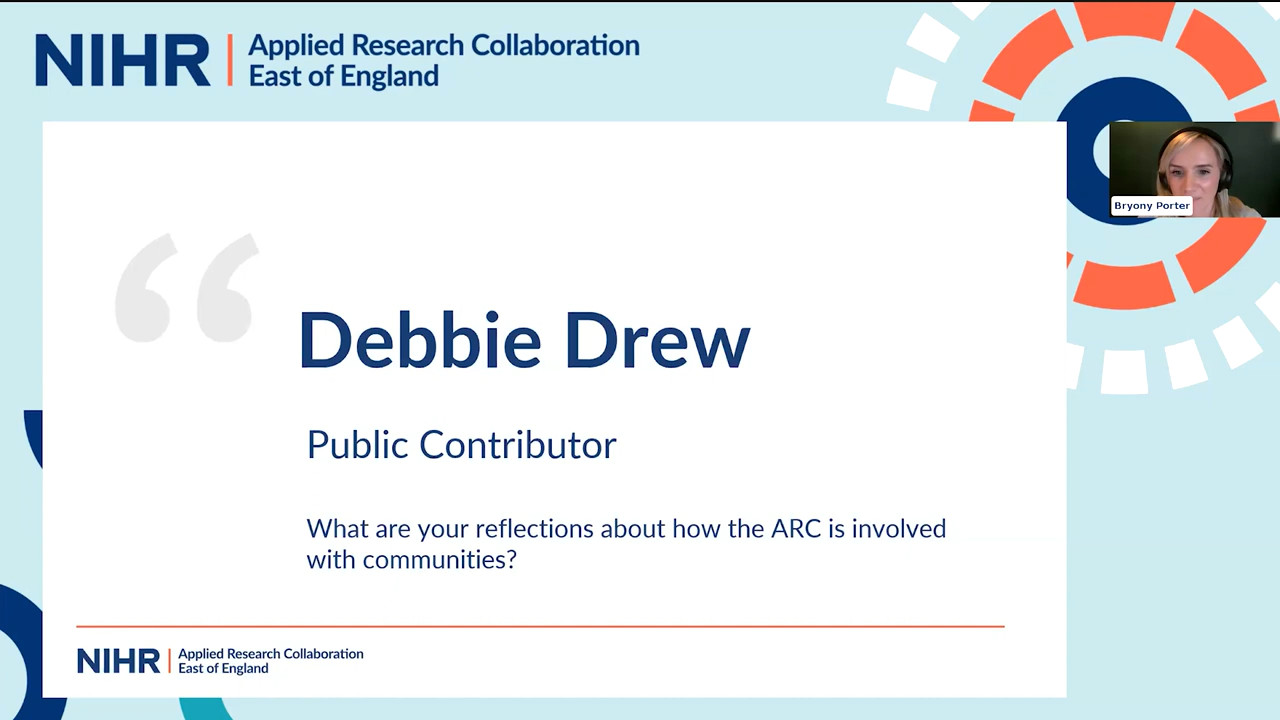 NIHR | Applied Research Collaboration
East of England
Bryony Porter
“
Debbie Drew
Public Contributor
What are your reflections about how the ARC is involved
with communities?
NIHR | Applied Research Collaboration
East of England